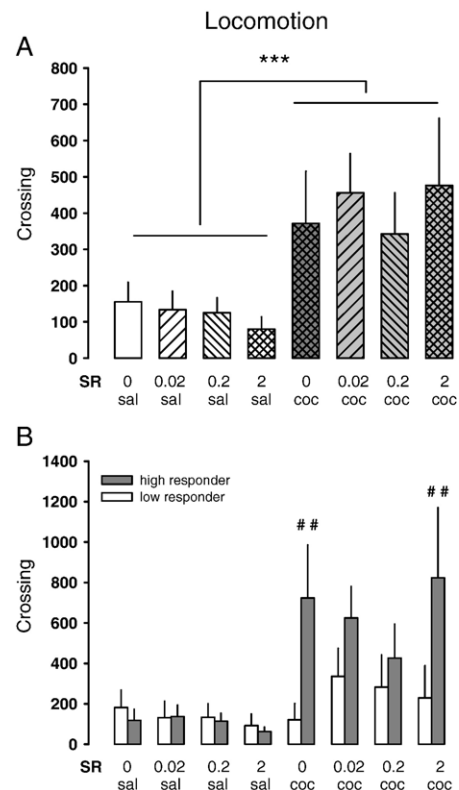 Locomotion
A
***
800
700
600
500
400
300
200
100
0
Crossing
SR 0 0.02 0.2 2 0 0.02 0.2 2
sal sal sal sal coc coc coc coc
B
1400
1200
1000
800
600
400
200
0
Crossing
high responder
low responder
##
##
SR 0 0.02 0.2 2 0 0.02 0.2 2
sal sal sal sal coc coc coc coc